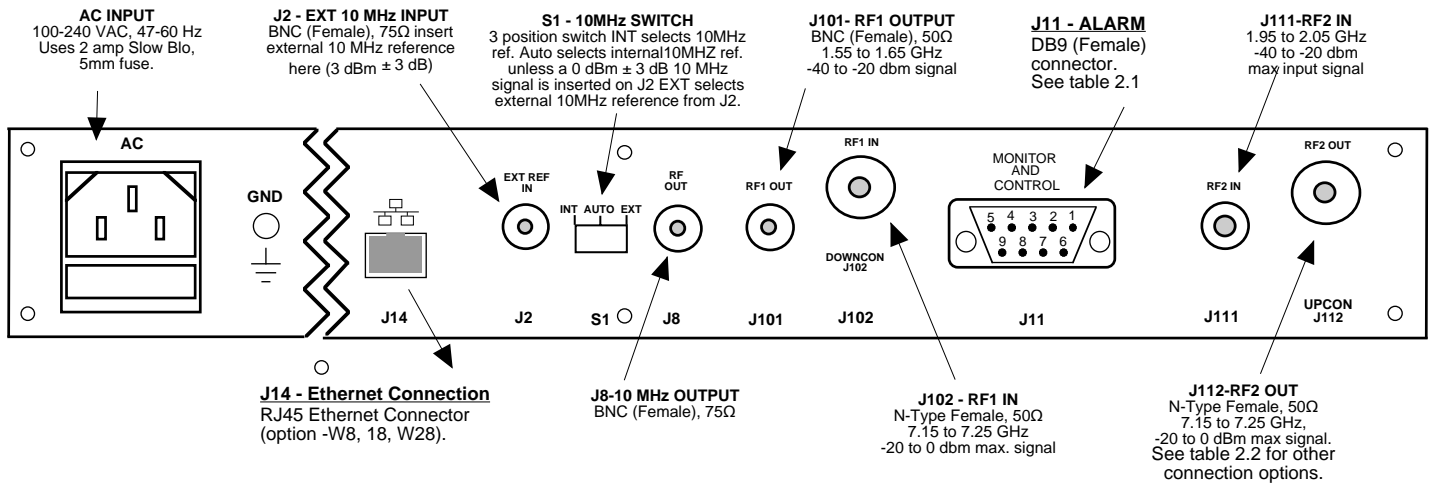 AC INPUT
100-240 VAC, 47-60 Hz
Uses 2 amp Slow Blo,
5mm fuse.
J2 - EXT 10 MHz INPUT
BNC (Female), 75Ω insert
external 10 MHz reference
here (3 dBm ± 3 dB)
S1 - 10MHz SWITCH
3 position switch INT selects 10MHz
ref. Auto selects internal10MHZ ref.
unless a 0 dBm ± 3 dB 10 MHz
signal is inserted on J2 EXT selects
external 10MHz reference from J2.
J101- RF1 OUTPUT
BNC (Female), 50Ω
1.55 to 1.65 GHz
-40 to -20 dbm signal
J11 - ALARM
DB9 (Female)
connector.
See table 2.1
J111-RF2 IN
1.95 to 2.05 GHz
-40 to -20 dbm
max input signal
AC
GND
J14
EXT REF
IN
J2
INT AUTO EXT
S1
RF
OUT
J8
RF1 OUT
J101
RF1 IN
DOWNCON
J102
J102
MONITOR
AND
CONTROL
5 4 3 2 1
9 8 7 6
J11
RF2 IN
J111
RF2 OUT
UPCON
J112
J14 - Ethernet Connection
RJ45 Ethernet Connector
(option -W8, 18, W28).
J8-10 MHz OUTPUT
BNC (Female), 75Ω
J102 - RF1 IN
N-Type Female, 50Ω
7.15 to 7.25 GHz
-20 to 0 dbm max. signal
J112-RF2 OUT
N-Type Female, 50Ω
7.15 to 7.25 GHz,
-20 to 0 dBm max signal.
See table 2.2 for other
connection options.